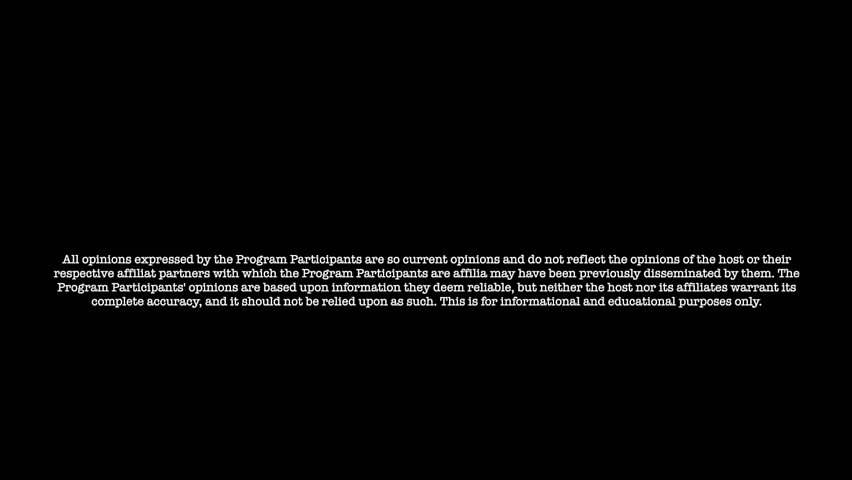 All opinions expressed by the Program Participants are so current opinions and do not reflect the opinions of the host or their
respective affiliat partners with which the Program Participants are affilia may have been previously disseminated by them. The
Program Participants' opinions are based upon information they deem reliable, but neither the host nor its affiliates warrant its
complete accuracy, and it should not be relied upon as such. This is for informational and educational purposes only.